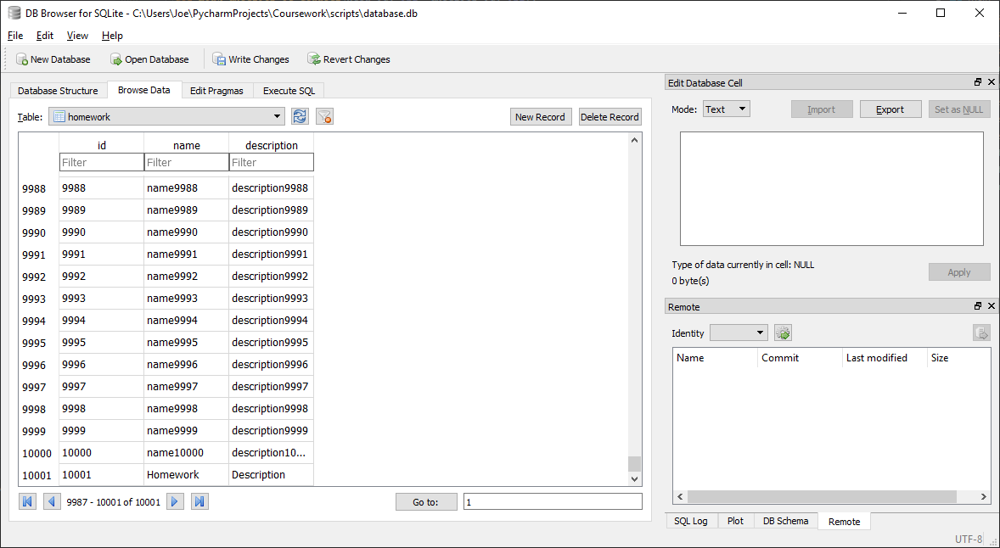 DB Browser for SQLite - C:\Users\Joe\PycharmProjects\Coursework\scripts\database.db
File Edit View Help
New Database Open Database Write Changes Revert Changes
Database Structure Browse Data Edit Pragmas Execute SQL
Table: homework New Record Delete Record
id name description
Filter Filter Filter
9988 9988 name9988 description9988
9989 9989 name9989 description9989
9990 9990 name9990 description9990
9991 9991 name9991 description9991
9992 9992 name9992 description9992
9993 9993 name9993 description9993
9994 9994 name9994 description9994
9995 9995 name9995 description9995
9996 9996 name9996 description9996
9997 9997 name9997 description9997
9998 9998 name9998 description9998
9999 9999 name9999 description9999
10000 10000 name10000 description10...
10001 10001 Homework Description
9987 - 10001 of 10001 Go to: 1
Edit Database Cell
Mode: Text Import Export Set as NULL
Type of data currently in cell: NULL
0 byte(s)
Apply
Remote
Identity
Name Commit Last modified Size
SQL Log Plot DB Schema Remote
UTF-8